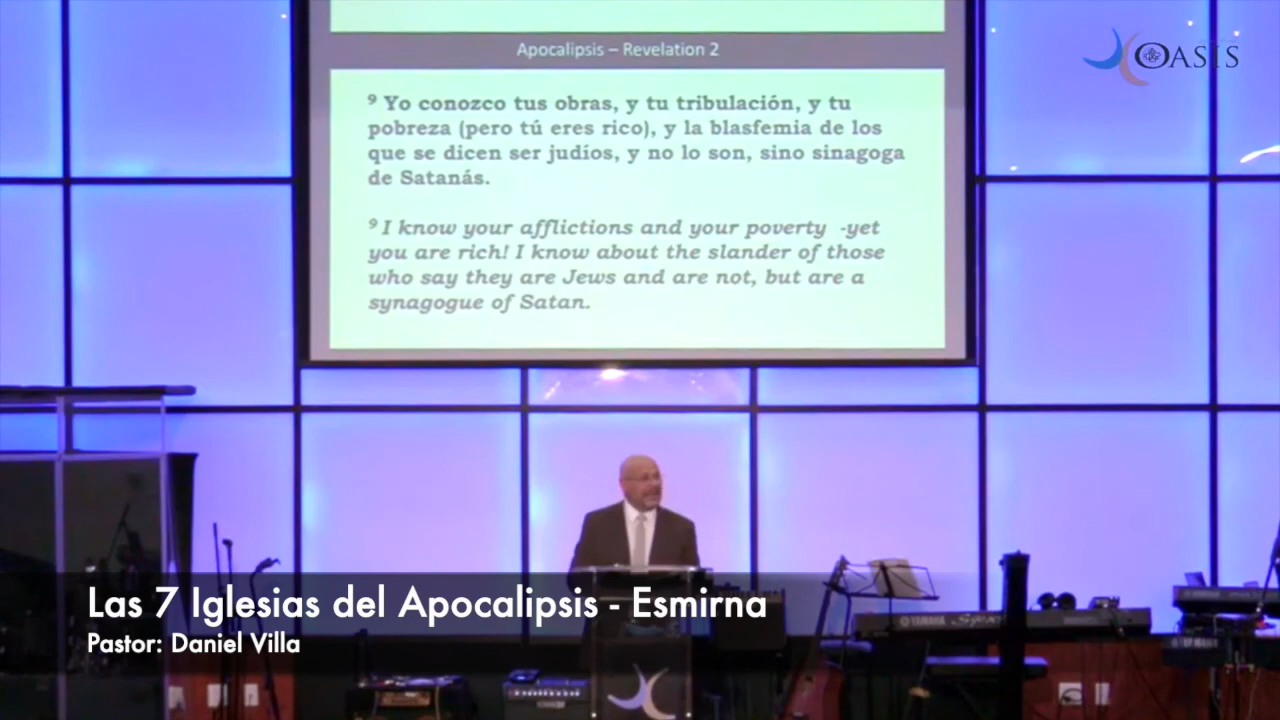 Apocalipsis – Revelation 2
OASIS
⁹ Yo conozco tus obras, y tu tribulación, y tu
pobreza (pero tú eres rico), y la blasfemia de los
que se dicen ser judíos, y no lo son, sino sinagoga
de Satanás.
⁹ I know your afflictions and your poverty -yet
you are rich! I know about the slander of those
who say they are Jews and are not, but are a
synagogue of Satan.
Las 7 Iglesias del Apocalipsis - Esmirna
Pastor: Daniel Villa
YAMAHA